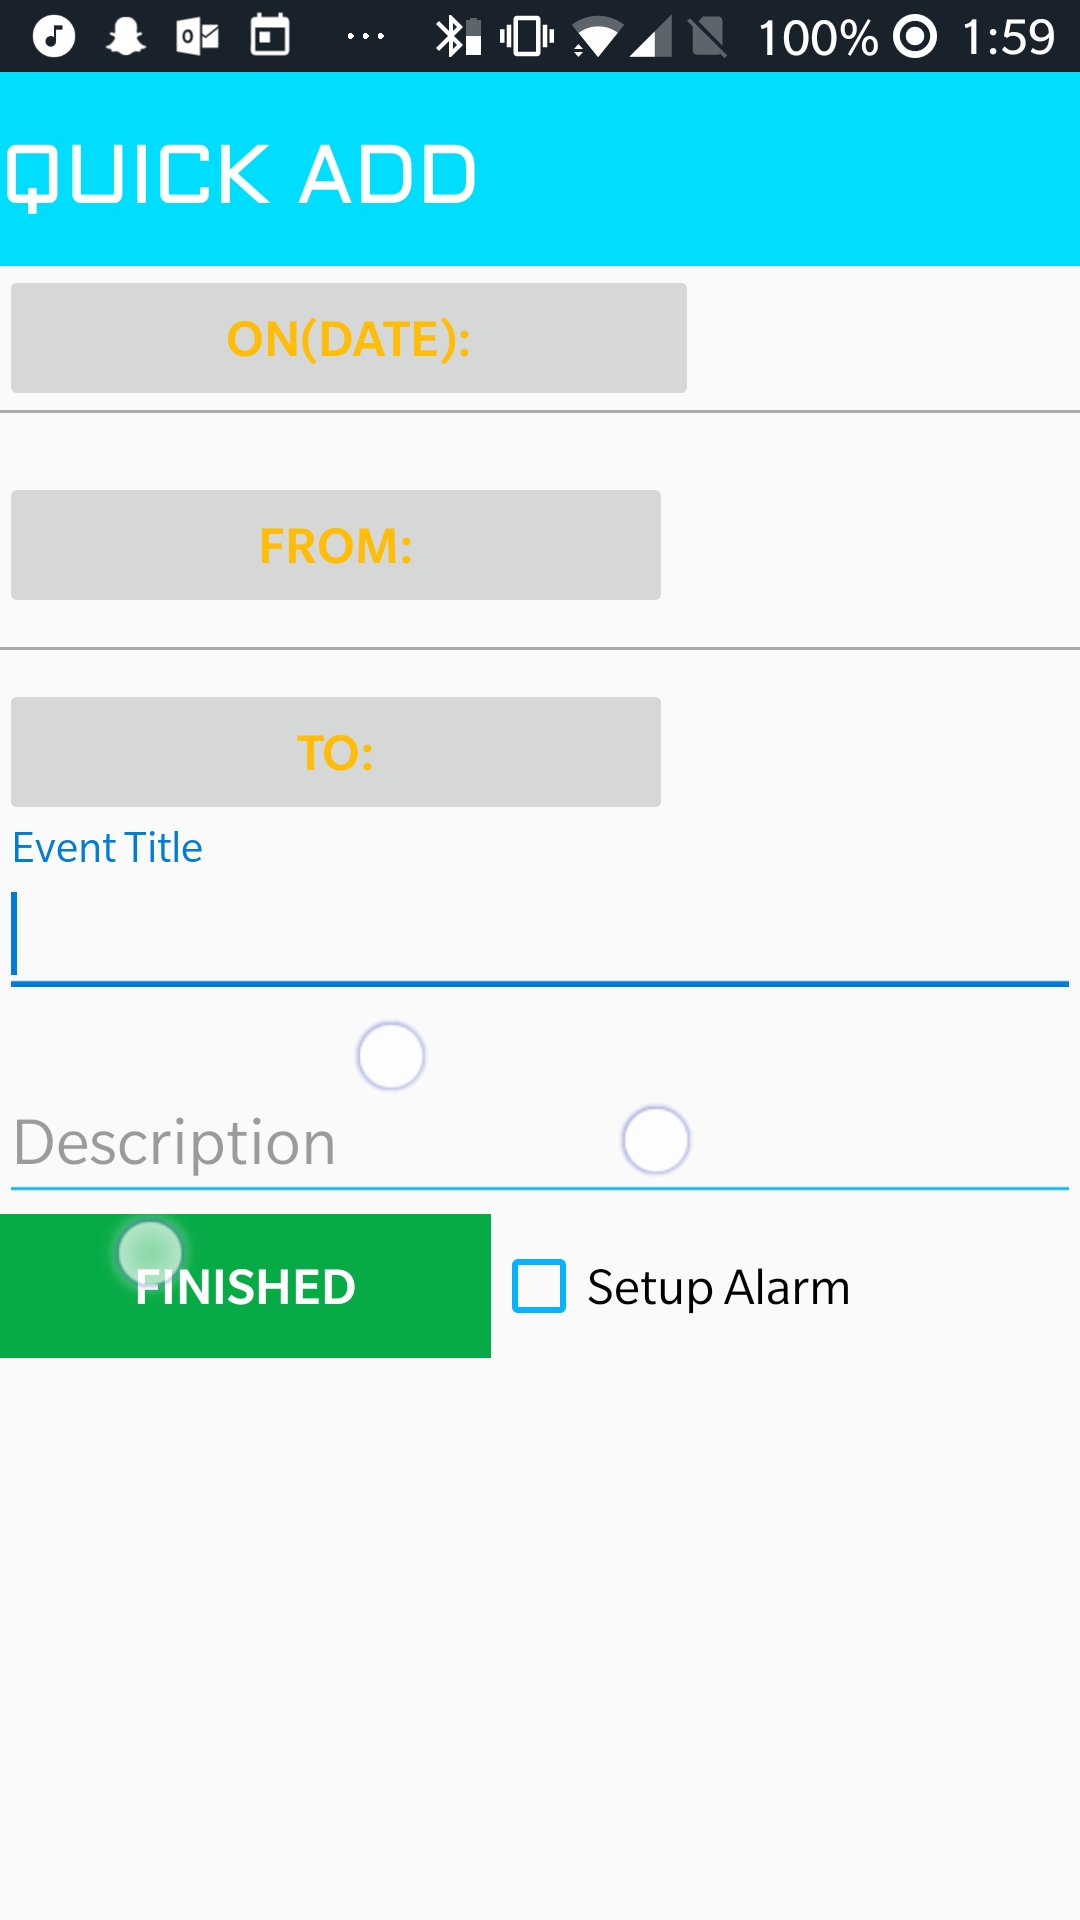 100% 1:59
QUICK ADD
ON(DATE):
FROM:
TO:
Event Title
Description
FINISHED Setup Alarm